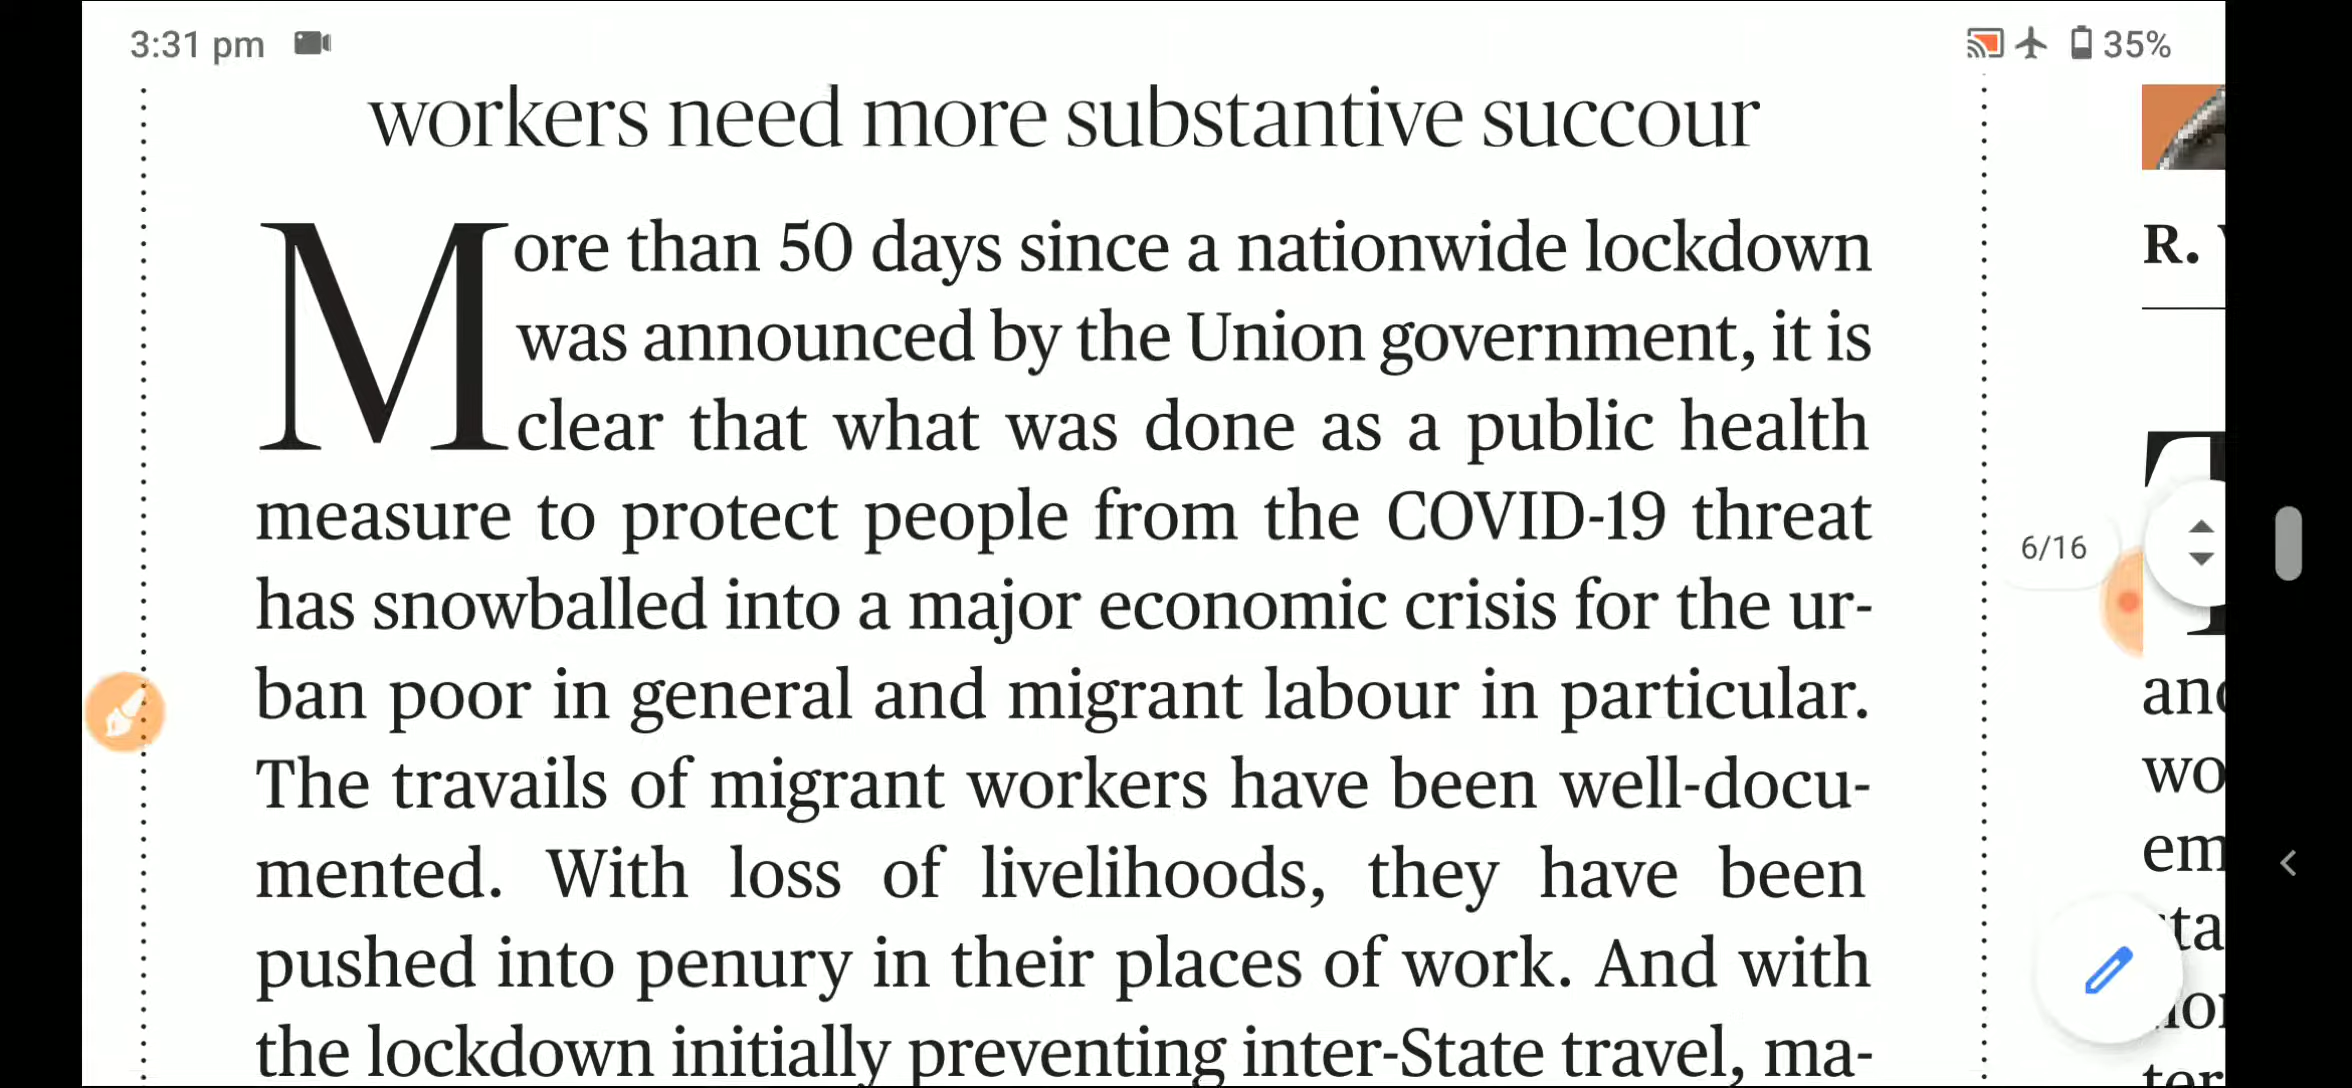 3:31 pm
35%
workers need more substantive succour
More than 50 days since a nationwide lockdown
was announced by the Union government, it is
clear that what was done as a public health
measure to protect people from the COVID-19 threat
has snowballed into a major economic crisis for the ur-
ban poor in general and migrant labour in particular.
The travails of migrant workers have been well-docu-
mented. With loss of livelihoods, they have been
pushed into penury in their places of work. And with
the lockdown initially preventing inter-State travel, ma-
R.
6/16